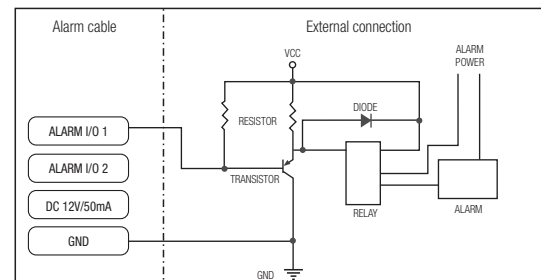 Alarm cable
External connection
ALARM
POWER
VCC
DIODE
RESISTOR
ALARM I/O 1
ALARM I/O 2
TRANSISTOR
DC 12V/50mA
RELAY
ALARM
GND
GND